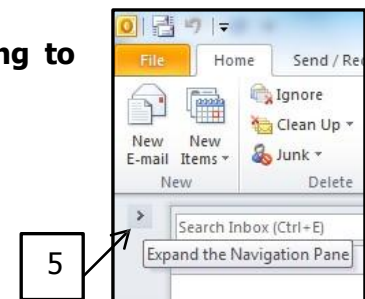 ng to
File Home Send / Rec
Ignore
Clean Up
Junk
New E-mail
New Items
New Delete
>
Search Inbox (Ctrl+E)
Expand the Navigation Pane
5